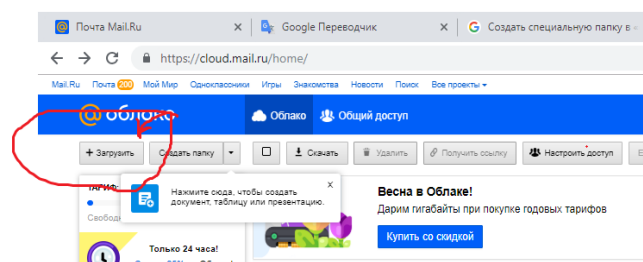 Почта Mail.Ru × Google Переводчик × Создать специальную папку в
https://cloud.mail.ru/home/
Mail.Ru Почта 200 Мой Мир Одноклассники Игры Знакомства Новости Поиск Все проекты
облако Облако Общий доступ
+ Загрузить Создать папку Скачать Удалить Получить ссылку Настроить доступ
ТАРИФ:
Нажмите сюда, чтобы создать
документ, таблицу или презентацию.
X
Весна в Облаке!
Дарим гигабайты при покупке годовых тарифов
Купить со скидкой
Только 24 часа!